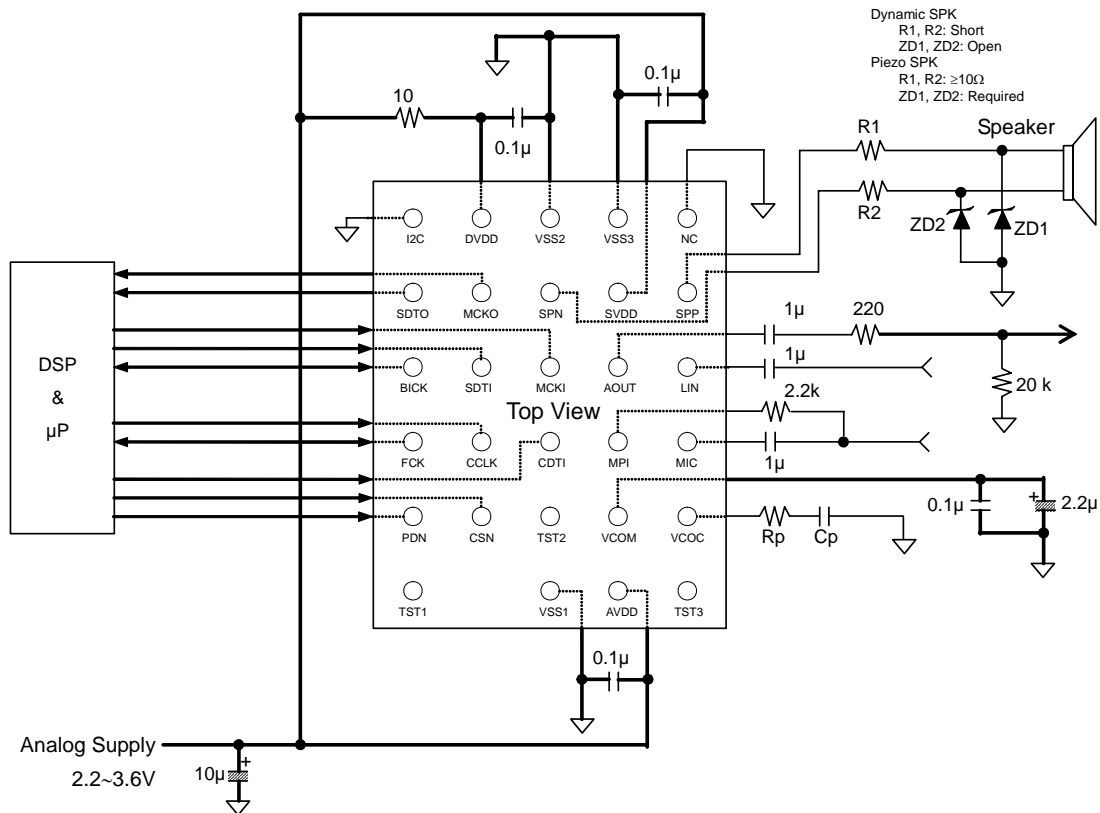 Dynamic SPK
R1, R2: Short
ZD1, ZD2: Open
Piezo SPK
R1, R2: ≥10Ω
ZD1, ZD2: Required
0.1µ
10
0.1µ
R1
Speaker
R2
ZD2
ZD1
I2C
DVDD
VSS2
VSS3
NC
SDTO
MCKO
SPN
SVDD
SPP
1µ
220
DSP
&
µP
BICK
SDTI
MCKI
AOUT
LIN
1µ
20 k
Top View
2.2k
FCK
CCLK
CDTI
MPI
MIC
1µ
0.1µ
+
2.2µ
PDN
CSN
TST2
VCOM
VCOC
Rp
Cp
TST1
VSS1
AVDD
TST3
0.1µ
Analog Supply
2.2~3.6V
10µ
+